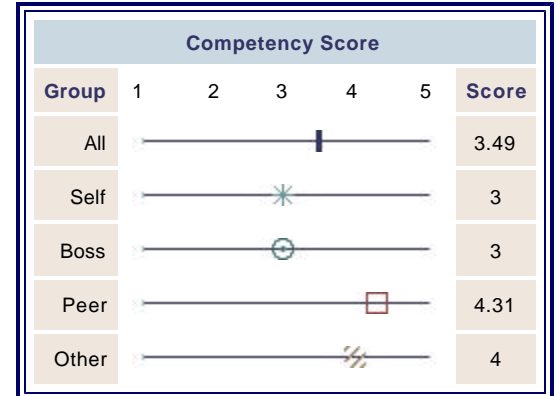 Competency Score
Group 1 2 3 4 5 Score
All 3.49
Self 3
Boss 3
Peer 4.31
Other 4